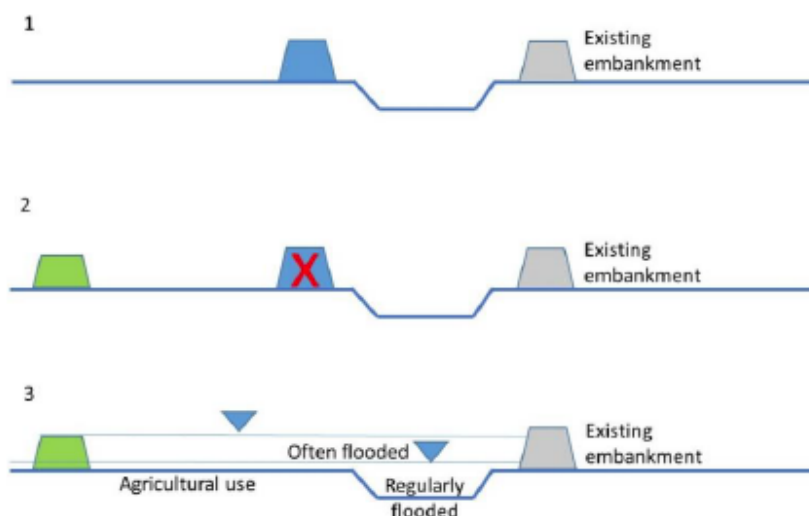 1
Existing
embankment
2
X
Existing
embankment
3
Often flooded
Existing
embankment
Agricultural use
Regularly
flooded